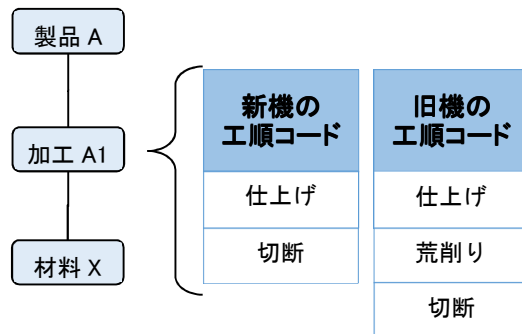 製品 A
加工 A1
材料 X
新機の
工順コード
仕上げ
切断
旧機の
工順コード
仕上げ
荒削り
切断